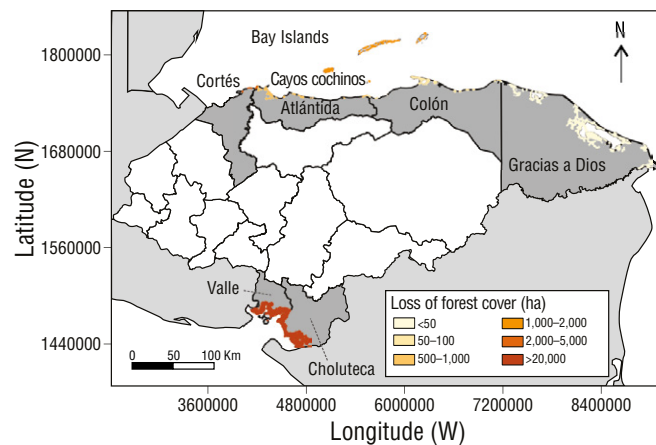 1800000
Bay Islands
N
Cortés
Cayos cochinos
Atlántida
Colón
1680000
Gracias a Dios
Latitude (N)
1560000
Valle
Loss of forest cover (ha)
<50
1,000–2,000
50–100
2,000–5,000
500–1,000
>20,000
1440000
0 50 100 Km
Choluteca
3600000 4800000 6000000 7200000 8400000
Longitude (W)